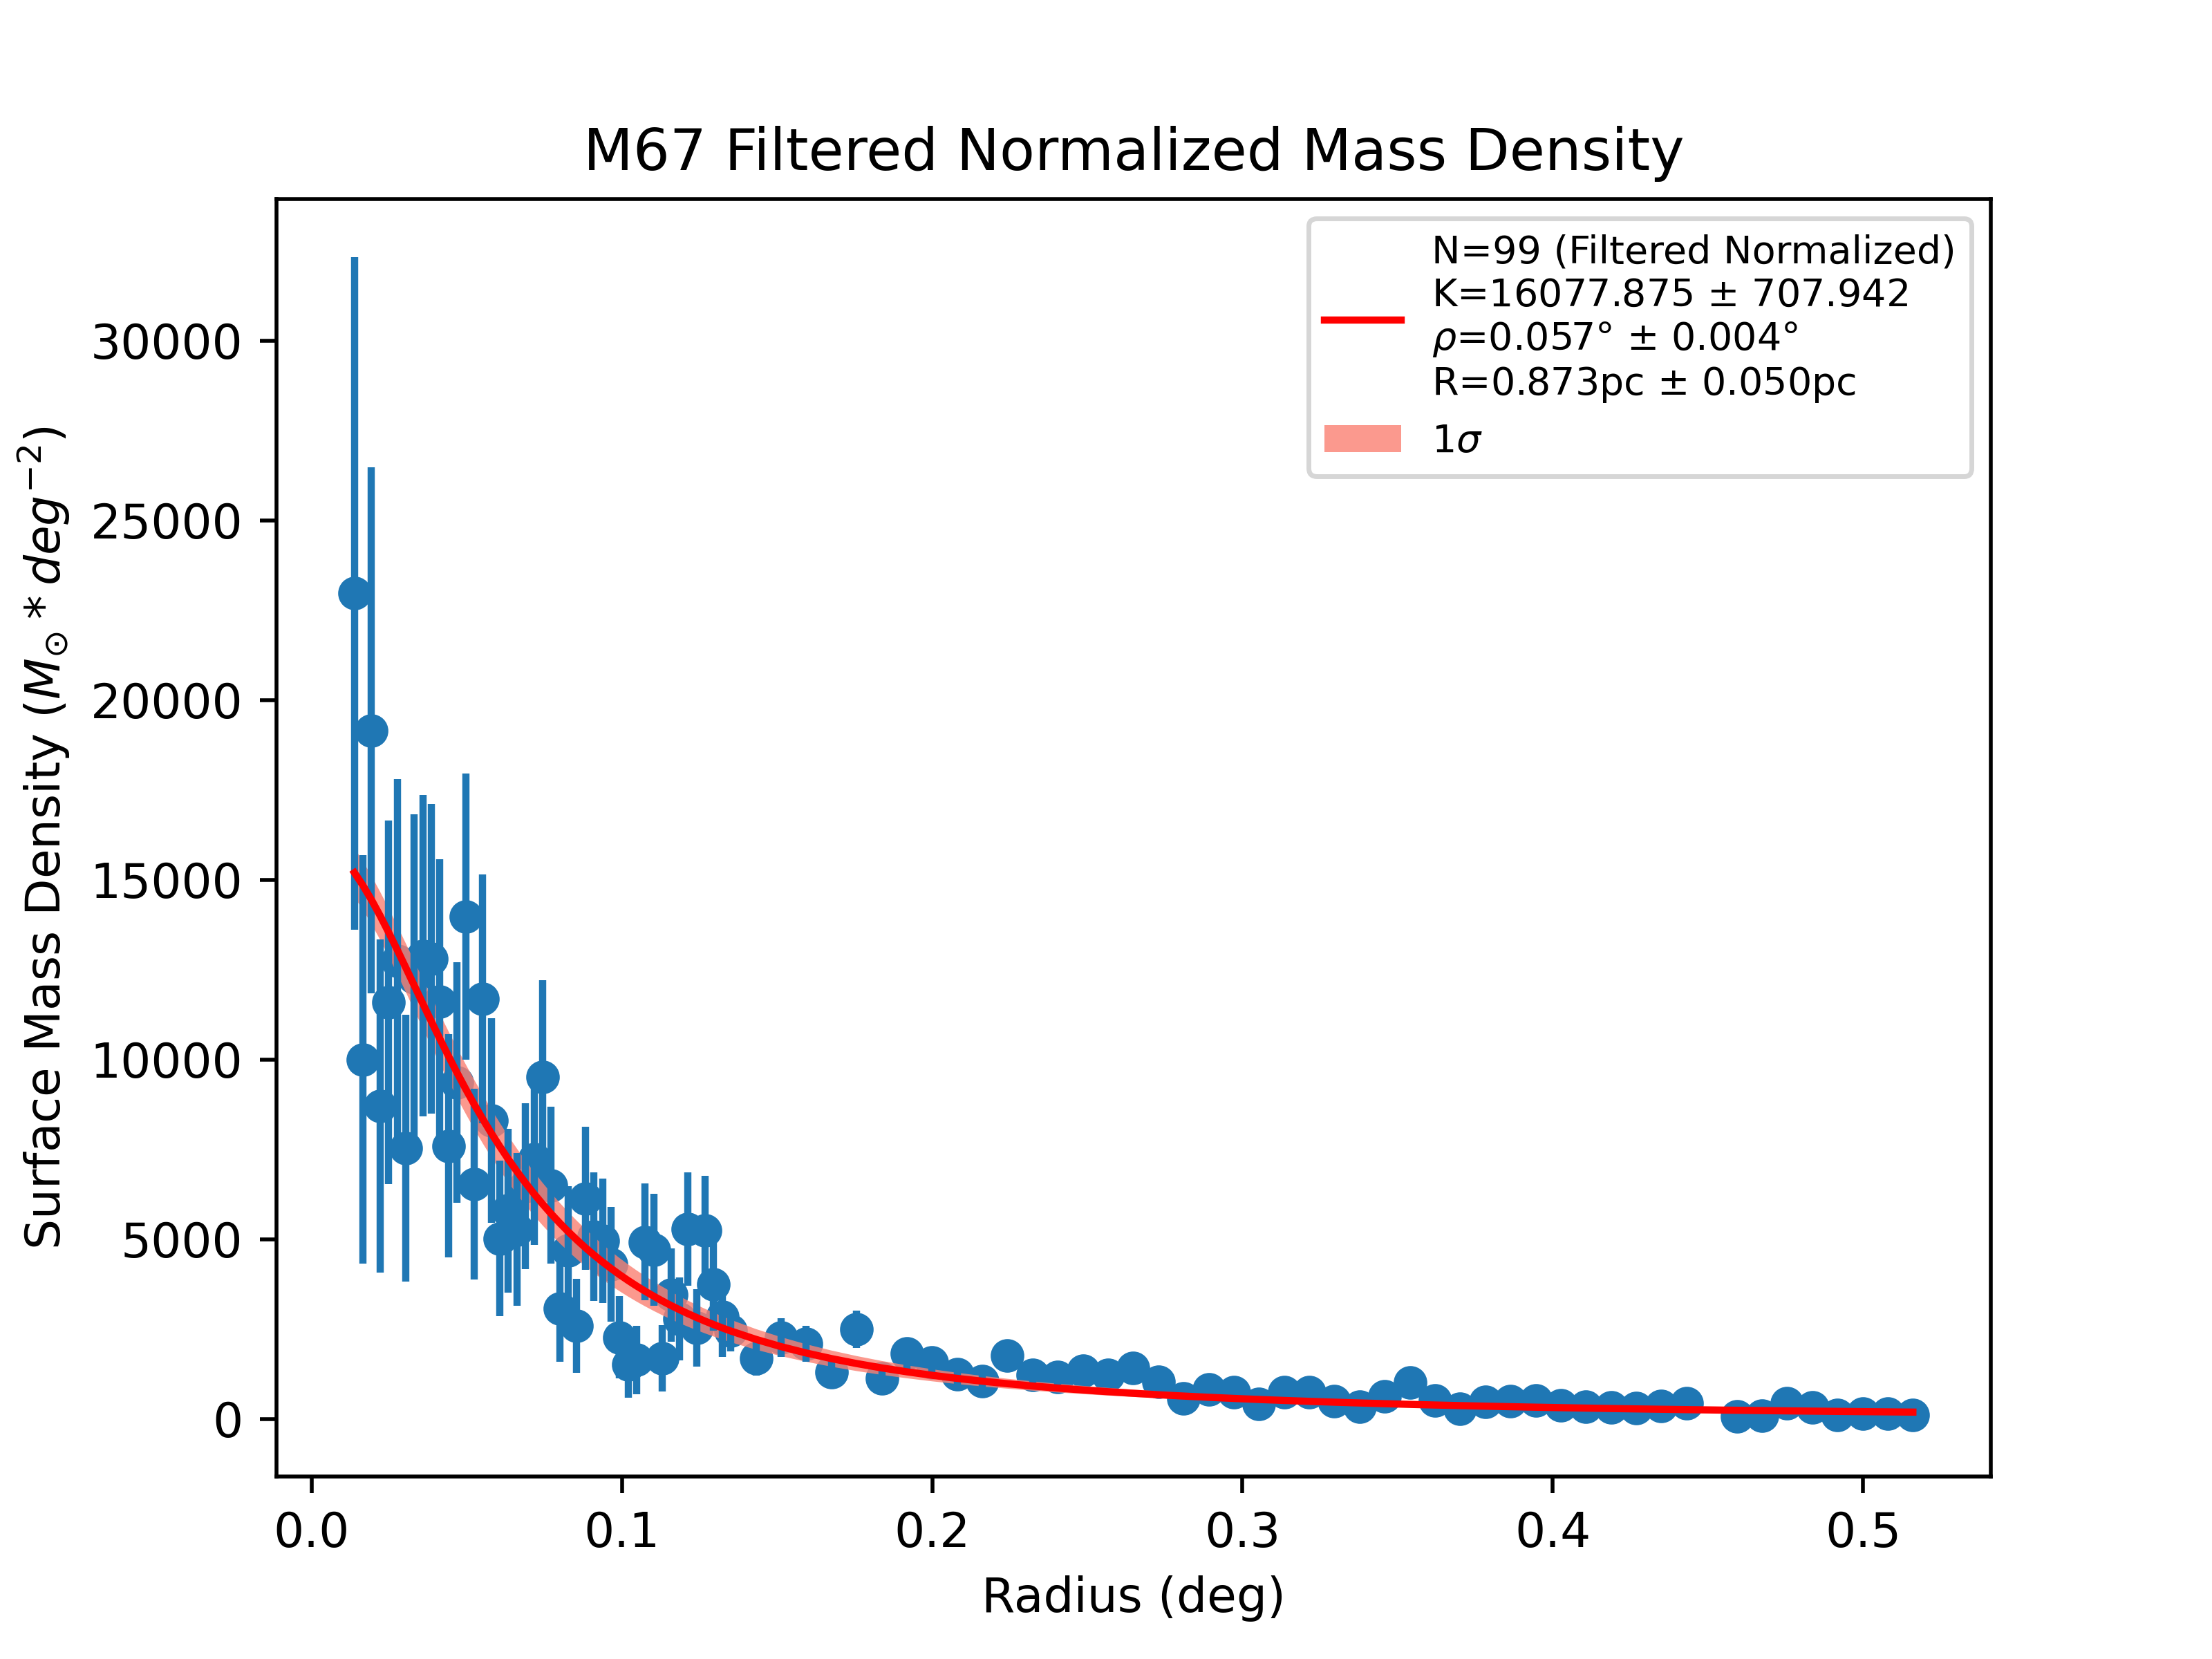 M67 Filtered Normalized Mass Density
N=99 (Filtered Normalized)
K=16077.875 ± 707.942
ρ=0.057° ± 0.004°
R=0.873pc ± 0.050pc
1σ
Surface Mass Density (M⊙ * deg⁻²)
30000
25000
20000
15000
10000
5000
0
0.0 0.1 0.2 0.3 0.4 0.5
Radius (deg)